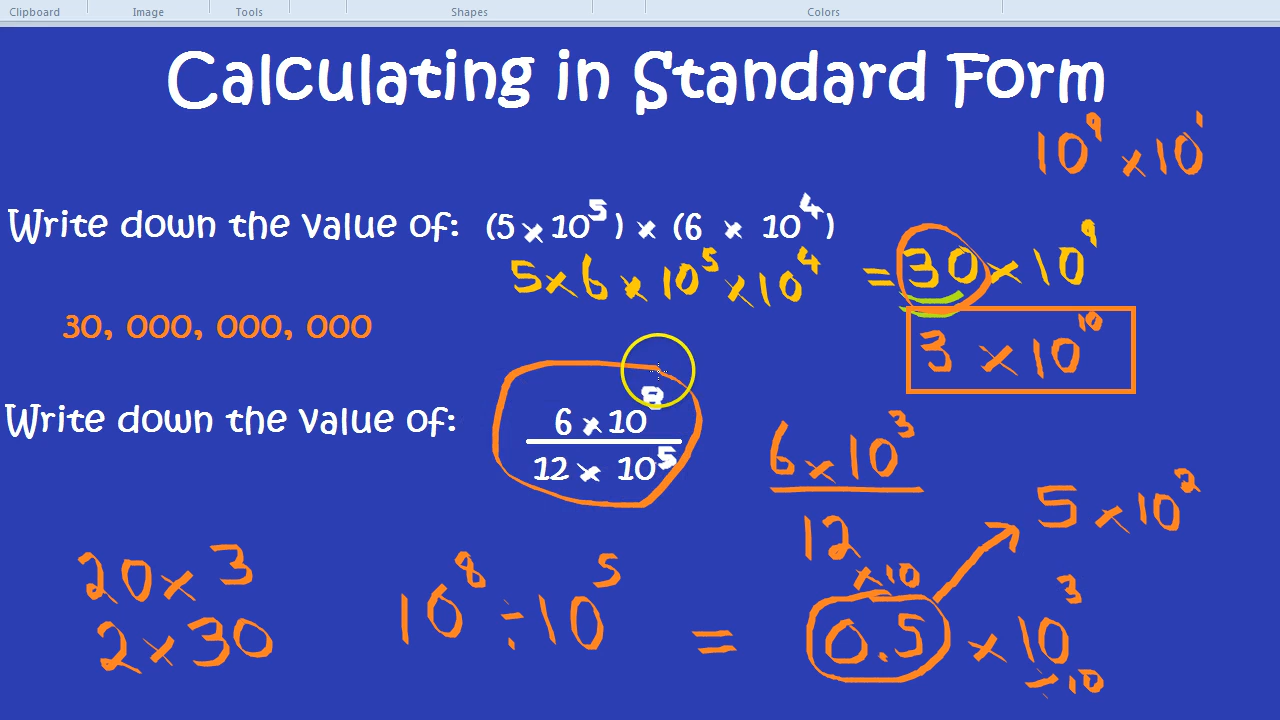 Clipboard Image Tools Shapes Colors
Calculating in Standard Form
10⁹ × 10¹
Write down the value of: (5 × 10⁵) × (6 × 10⁴)
5 × 6 × 10⁵ × 10⁴ = 30 × 10⁹
30, 000, 000, 000
3 × 10¹⁰
Write down the value of:
6 × 10⁸
12 × 10⁵
6 × 10³
12
5 × 10²
20 × 3
2 × 30
10⁸ ÷ 10⁵
×10
= 0.5 × 10³
÷10